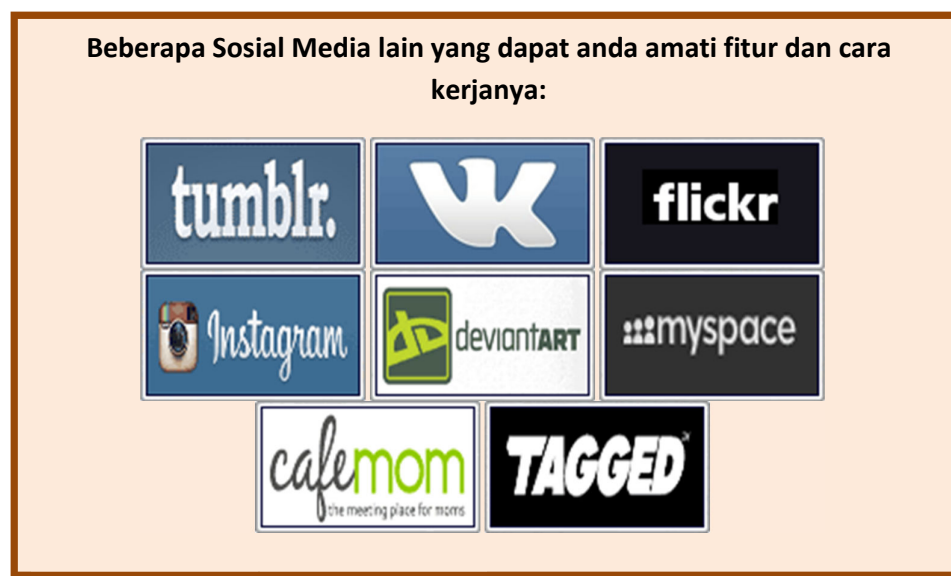 Beberapa Sosial Media lain yang dapat anda amati fitur dan cara
kerjanya:
tumblr.
VK
flickr
Instagram
deviantART
myspace
cafemom
the meeting place for moms
TAGGED